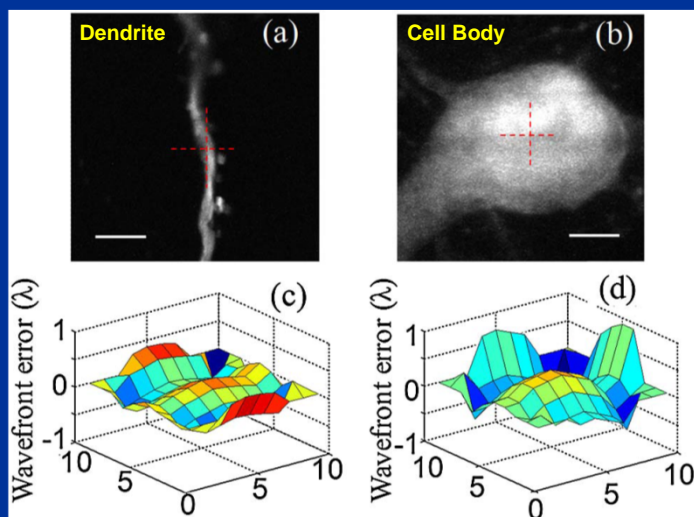 Dendrite
(a)
Cell Body
(b)
(c)
Wavefront error (λ)
1
0
-1
10
5
0
5
10
(d)
Wavefront error (λ)
1
0
-1
10
5
0
5
10